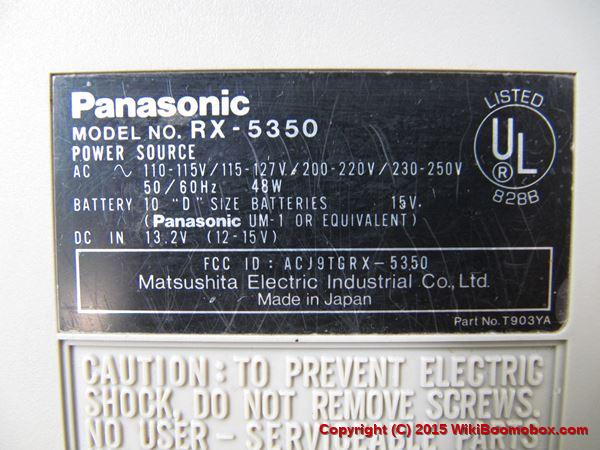 Panasonic
MODEL NO. RX-5350
POWER SOURCE
AC ~ 110-115V/115-127V/200-220V/230-250V
50/60Hz 48W
BATTERY 10 "D" SIZE BATTERIES 15V
(Panasonic UM-1 OR EQUIVALENT)
DC IN 13.2V (12-15V)
LISTED
UL
®
828B
FCC ID: ACJ9TGRX-5350
Matsushita Electric Industrial Co., Ltd.
Made in Japan
Part No. T903YA
CAUTION: TO PREVENT ELECTRIC
SHOCK, DO NOT REMOVE SCREWS.
NO USER-SERVICEABLE PARTS
Copyright (C) 2015 WikiBoomobox.com